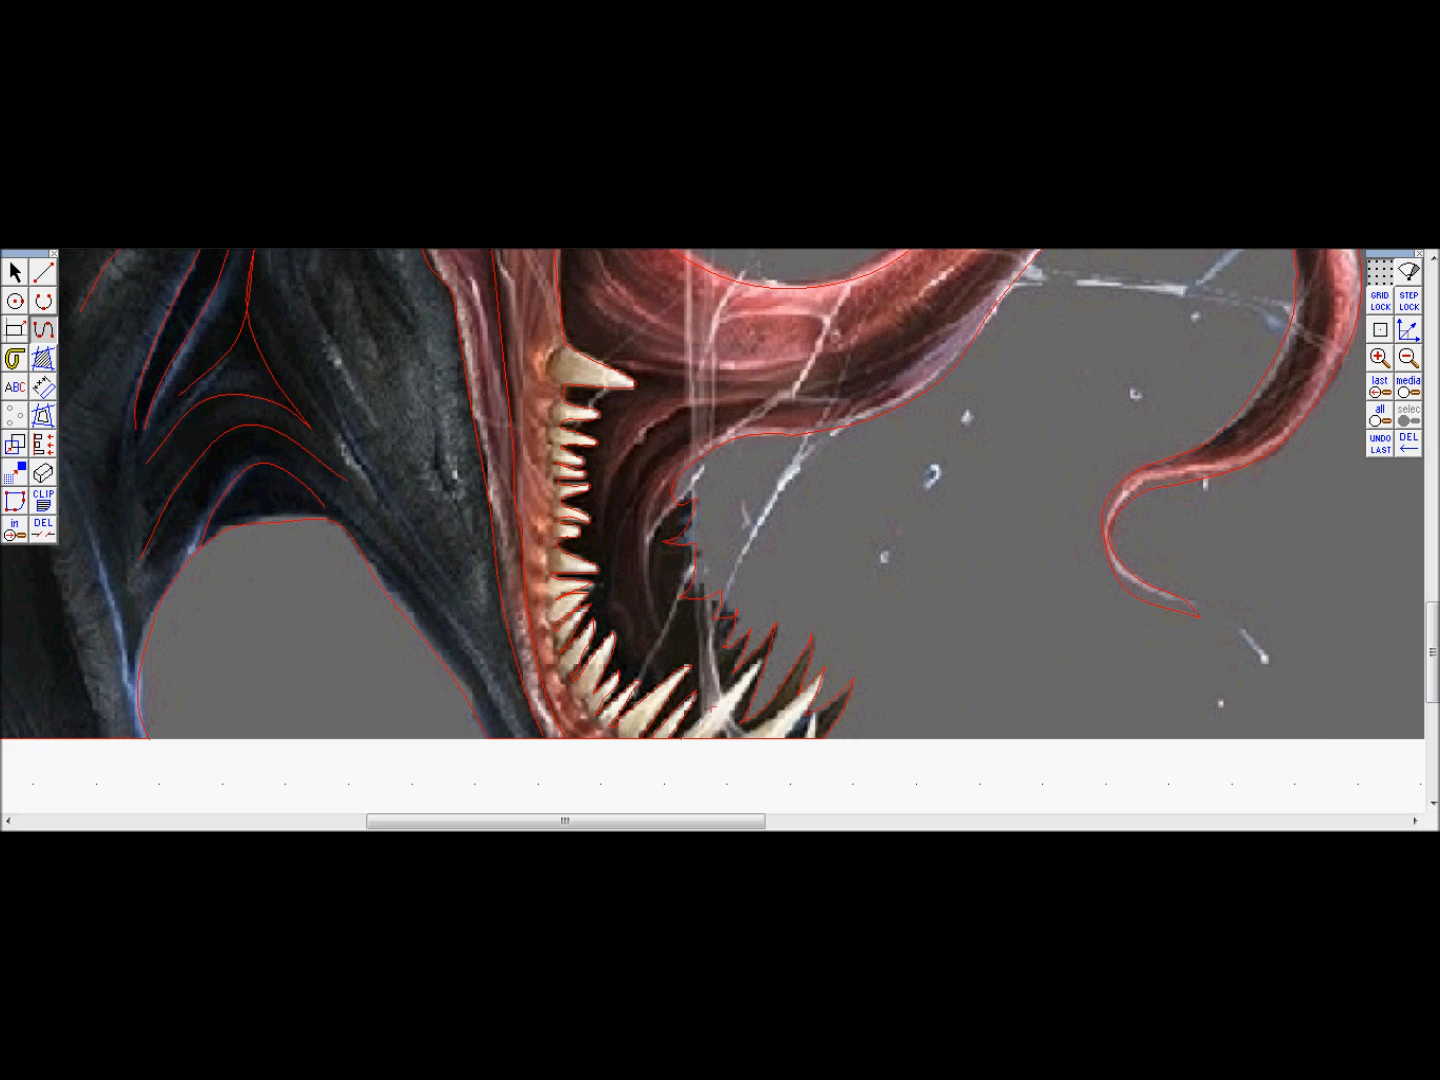 ABC
CLIP
in
DEL
GRID STEP
LOCK LOCK
last media
all selec
UNDO DEL
LAST